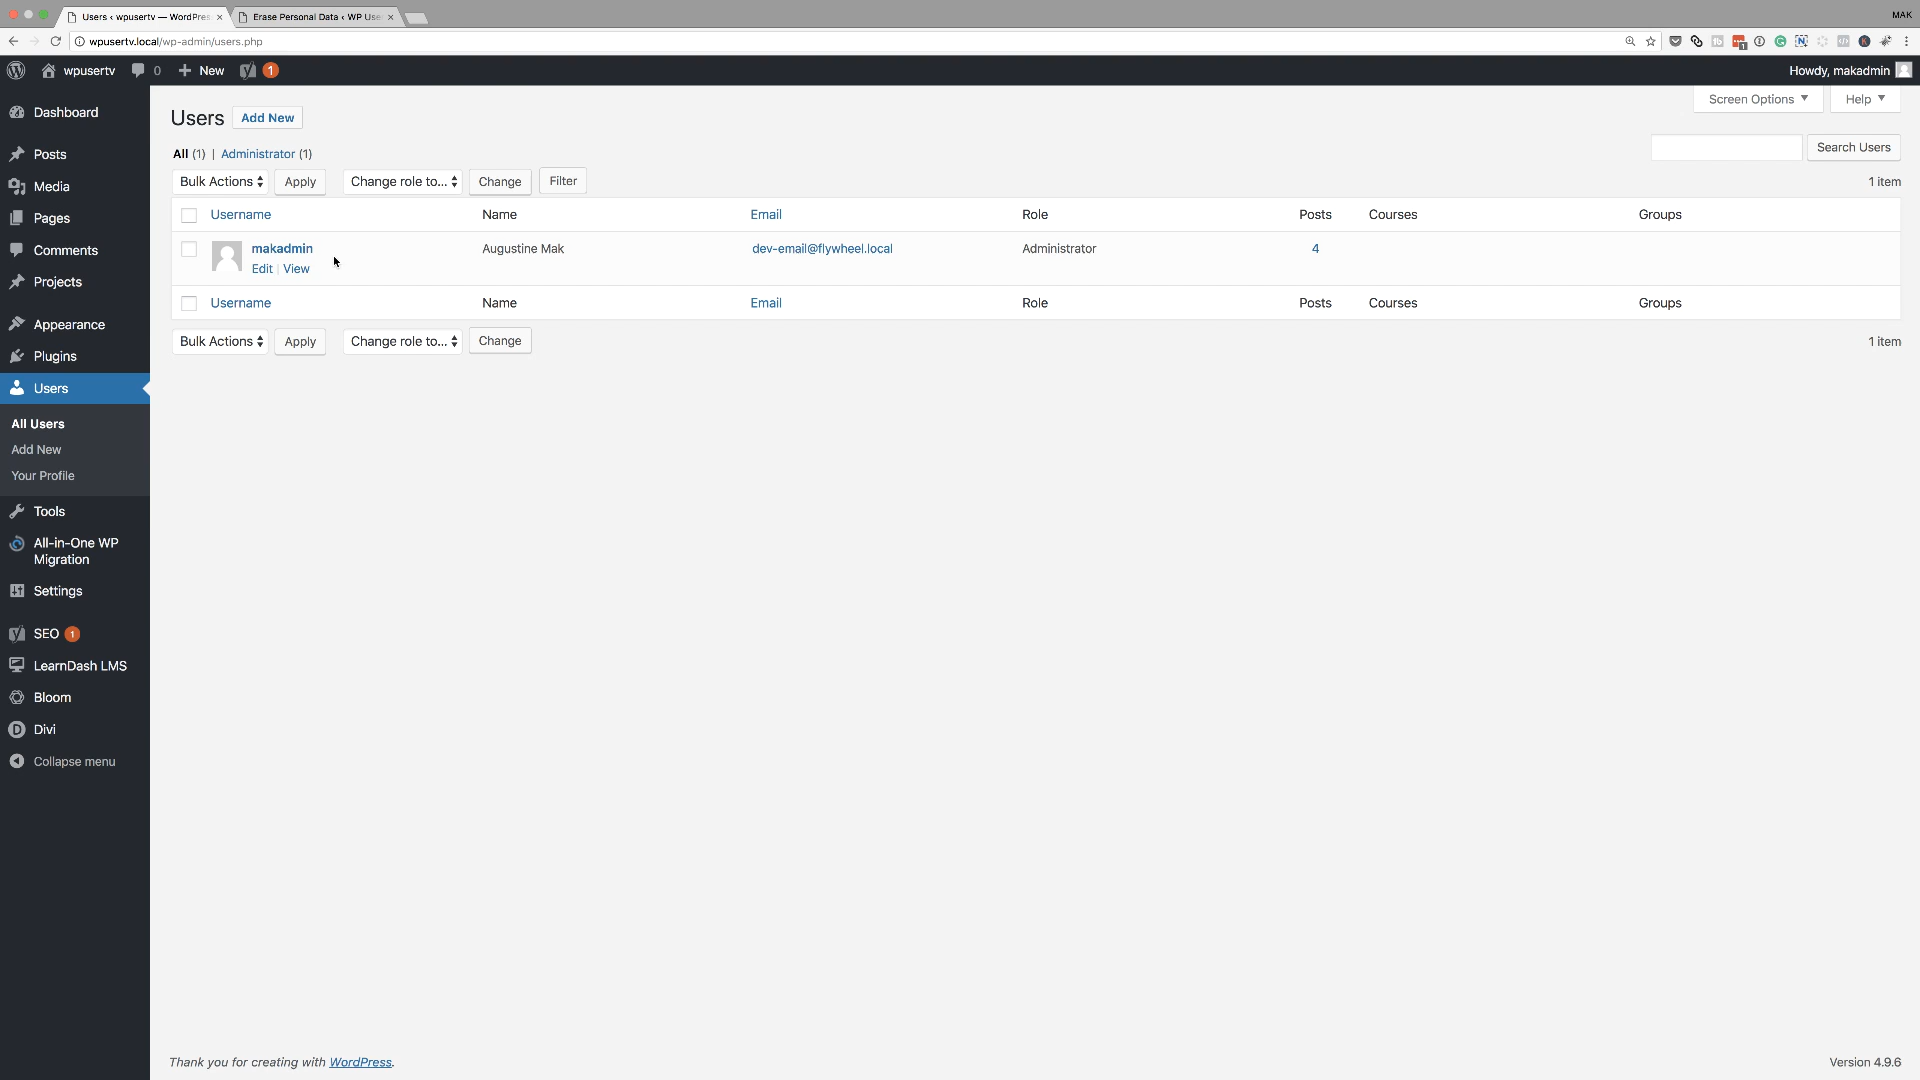 MAK
Users ‹ wpusertv — WordPres
Erase Personal Data ‹ WP Use
wpusertv.local/wp-admin/users.php
wpusertv
0
New
1
Howdy, makadmin
Dashboard
Posts
Media
Pages
Comments
Projects
Appearance
Plugins
Users
All Users
Add New
Your Profile
Tools
All-in-One WP
Migration
Settings
SEO 1
LearnDash LMS
Bloom
Divi
Collapse menu
Screen Options
Help
Users
Add New
All (1) | Administrator (1)
Search Users
Bulk Actions
Apply
Change role to...
Change
Filter
1 item
Username Name Email Role Posts Courses Groups
makadmin Augustine Mak dev-email@flywheel.local Administrator 4
Edit | View
Username Name Email Role Posts Courses Groups
Bulk Actions
Apply
Change role to...
Change
1 item
Thank you for creating with WordPress.
Version 4.9.6